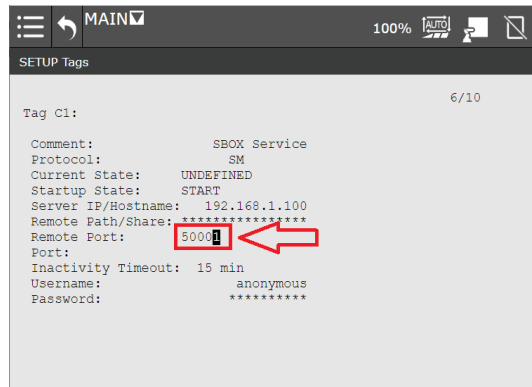 MAIN
100% AUTO
SETUP Tags
6/10
Tag C1:
Comment: SBOX Service
Protocol: SM
Current State: UNDEFINED
Startup State: START
Server IP/Hostname: 192.168.1.100
Remote Path/Share: ****************
Remote Port: 50001
Port:
Inactivity Timeout: 15 min
Username: anonymous
Password: **********